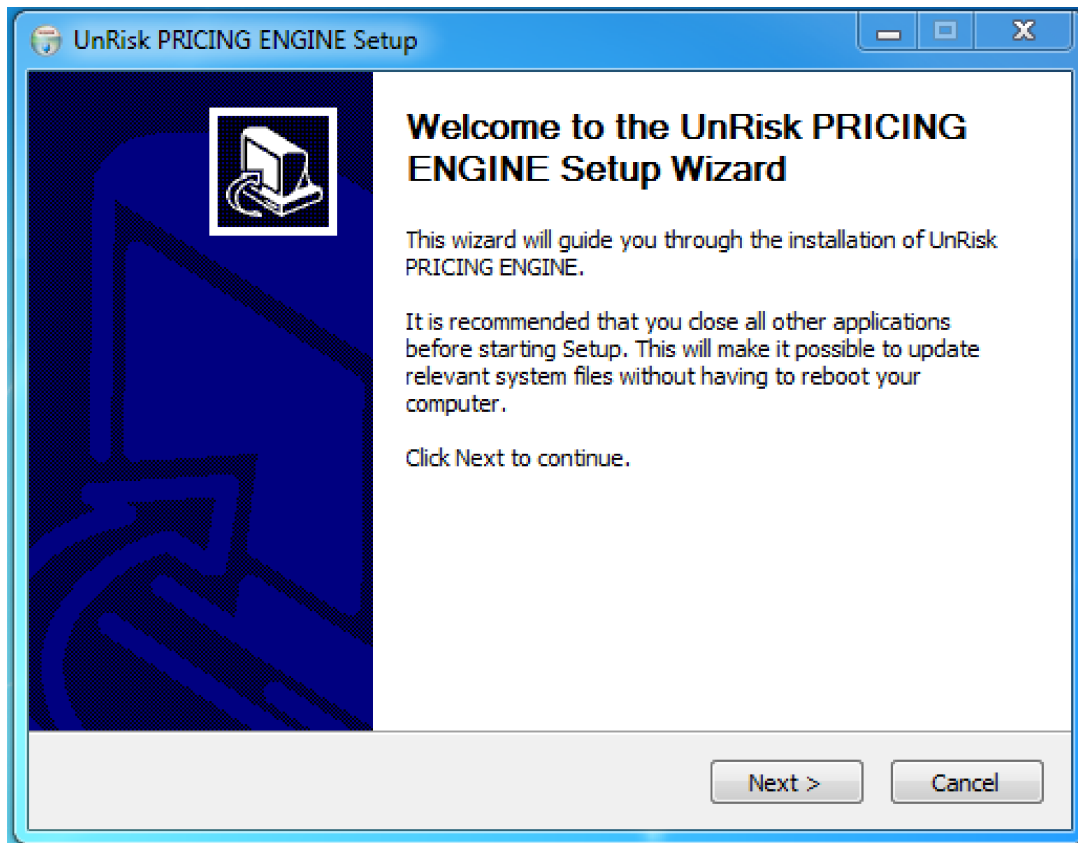 UnRisk PRICING ENGINE Setup
Welcome to the UnRisk PRICING
ENGINE Setup Wizard
This wizard will guide you through the installation of UnRisk
PRICING ENGINE.
It is recommended that you close all other applications
before starting Setup. This will make it possible to update
relevant system files without having to reboot your
computer.
Click Next to continue.
Next >
Cancel